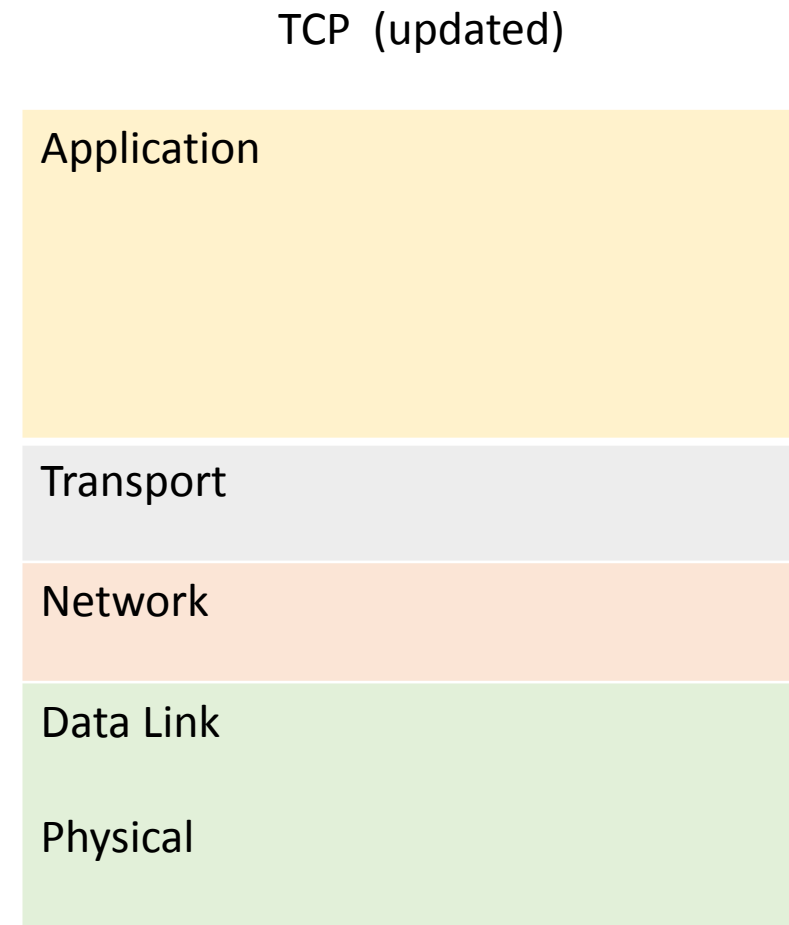 TCP (updated)
Application
Transport
Network
Data Link
Physical